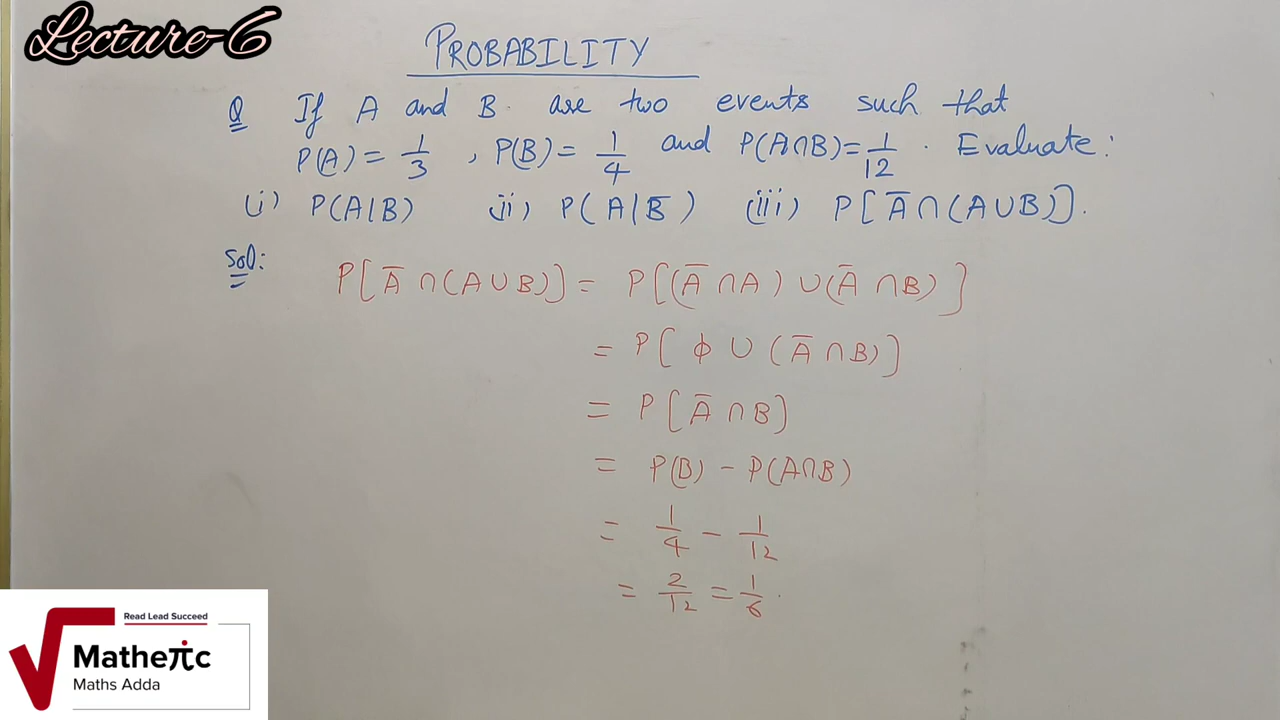 Lecture-6
PROBABILITY
Q If A and B. are two events such that
P(A) = 1/3 , P(B) = 1/4 and P(A∩B)= 1/12 . Evaluate:
(i) P(A|B) (ii) P(A|B̅) (iii) P[A̅∩(A∪B)].
Sol:
P[A̅ ∩(A∪B)] = P[(A̅∩A) ∪(A̅ ∩B)]
= P[ ϕ ∪ (A̅ ∩B)]
= P[A̅ ∩B]
= P(B) - P(A∩B)
= 1/4 - 1/12
= 2/12 = 1/6.
Read Lead Succeed
Matheπc
Maths Adda